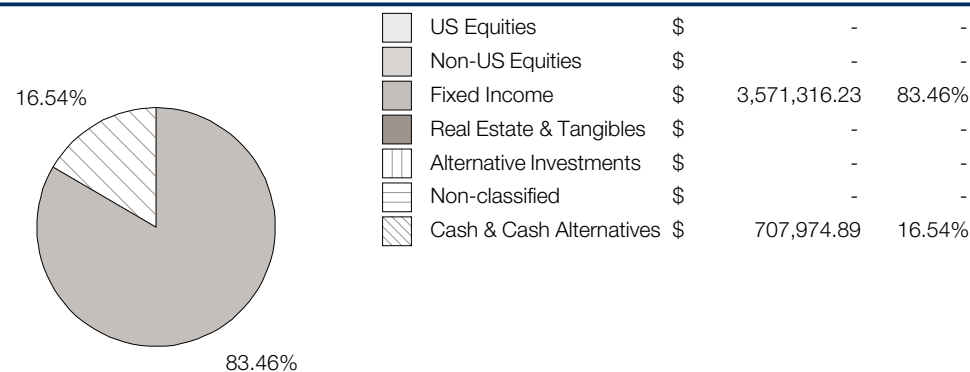 US Equities $ - -
Non-US Equities $ - -
16.54% Fixed Income $ 3,571,316.23 83.46%
Real Estate & Tangibles $ - -
Alternative Investments $ - -
Non-classified $ - -
Cash & Cash Alternatives $ 707,974.89 16.54%
83.46%